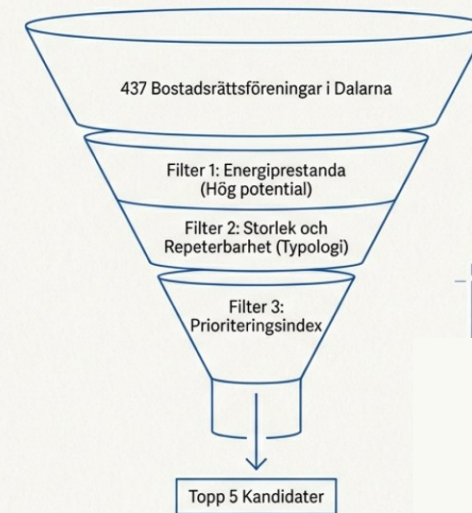 437 Bostadsrättsföreningar i Dalarna
Filter 1: Energiprestanda
(Hög potential)
Filter 2: Storlek och
Repeterbarhet (Typologi)
Filter 3:
Prioriteringsindex
Topp 5 Kandidater